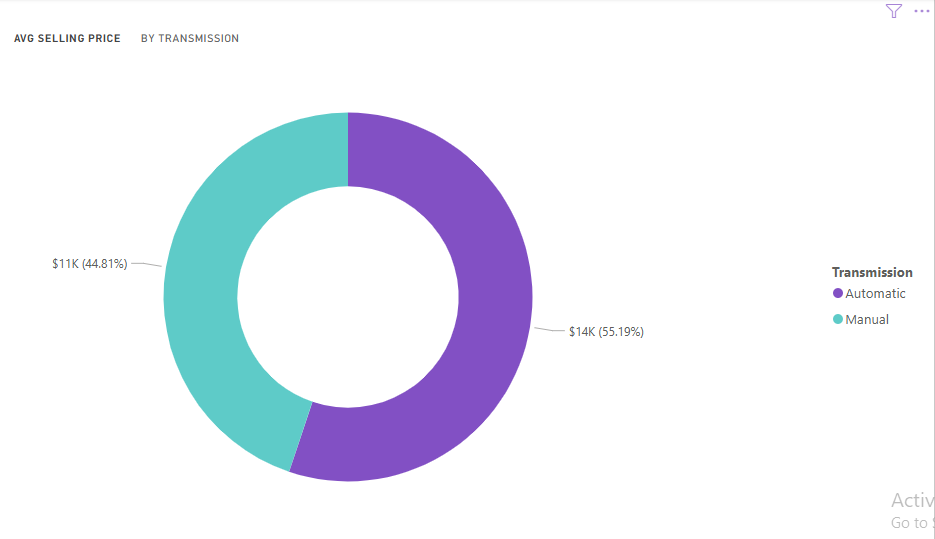 AVG SELLING PRICE BY TRANSMISSION
$11K (44.81%)
$14K (55.19%)
Transmission
Automatic
Manual
Activ
Go to